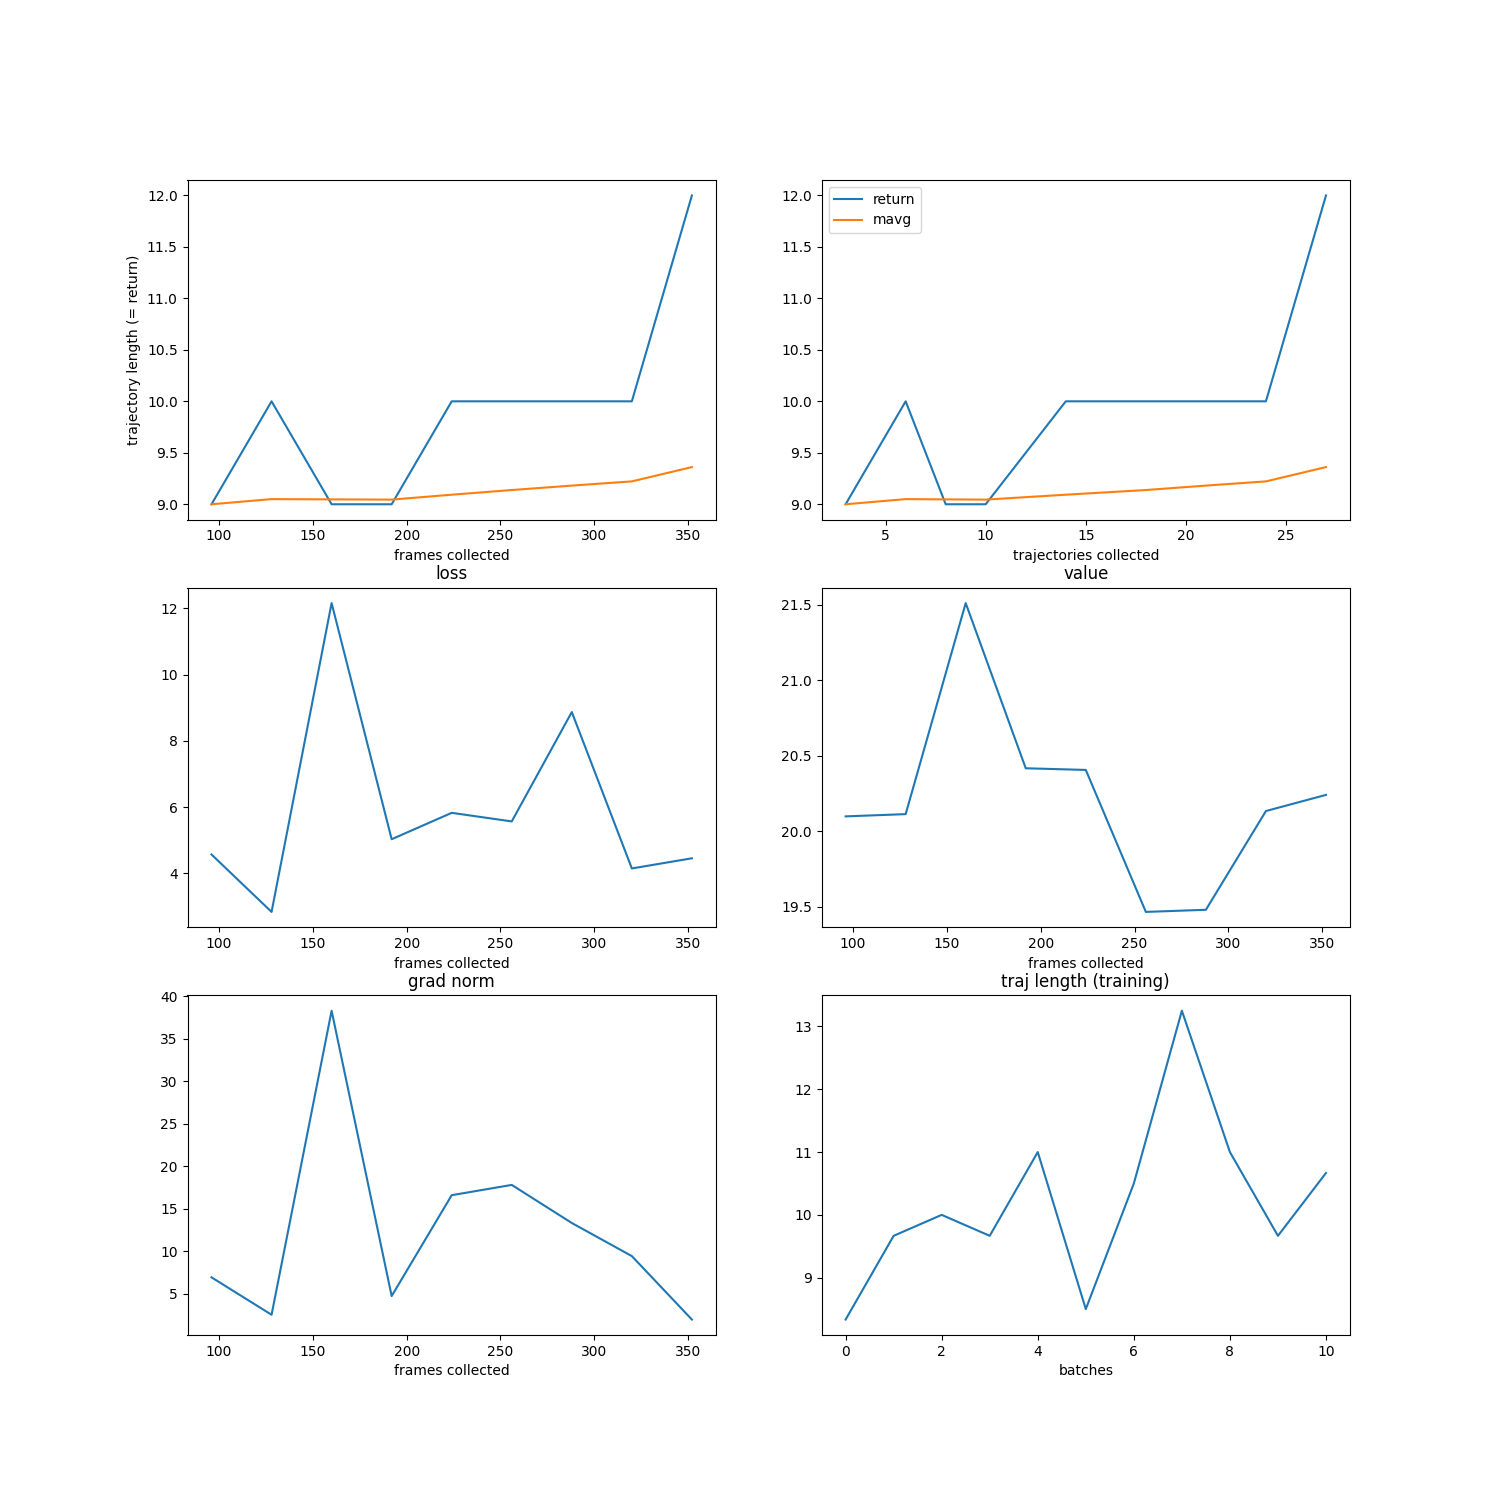 12.0
11.5
11.0
10.5
10.0
9.5
9.0
trajectory length (= return)
100 150 200 250 300 350
frames collected
return
mavg
12.0
11.5
11.0
10.5
10.0
9.5
9.0
5 10 15 20 25
trajectories collected
loss
12
10
8
6
4
100 150 200 250 300 350
frames collected
value
21.5
21.0
20.5
20.0
19.5
100 150 200 250 300 350
frames collected
grad norm
40
35
30
25
20
15
10
5
100 150 200 250 300 350
frames collected
traj length (training)
13
12
11
10
9
0 2 4 6 8 10
batches